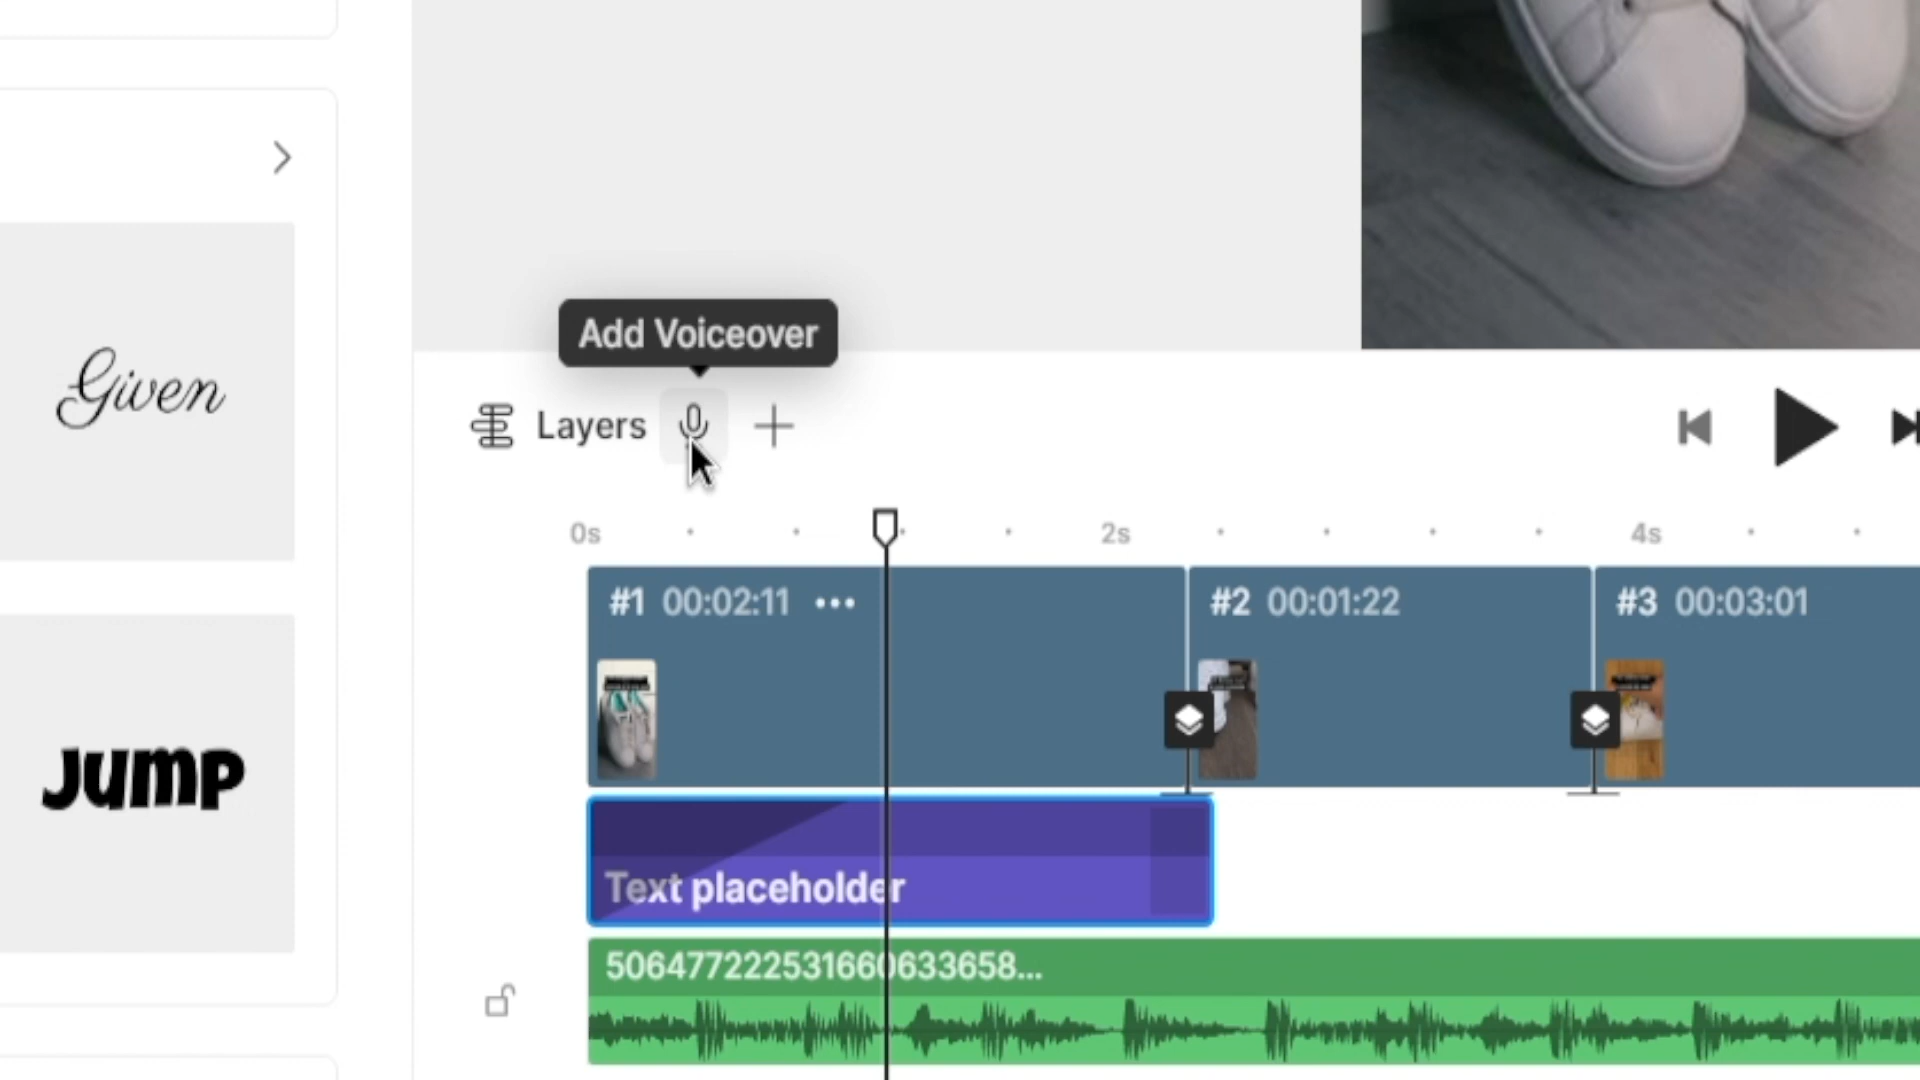 Given
Jump
Add Voiceover
Layers
0s
2s
4s
#1 00:02:11
#2 00:01:22
#3 00:03:01
Text placeholder
506477222531660633658...